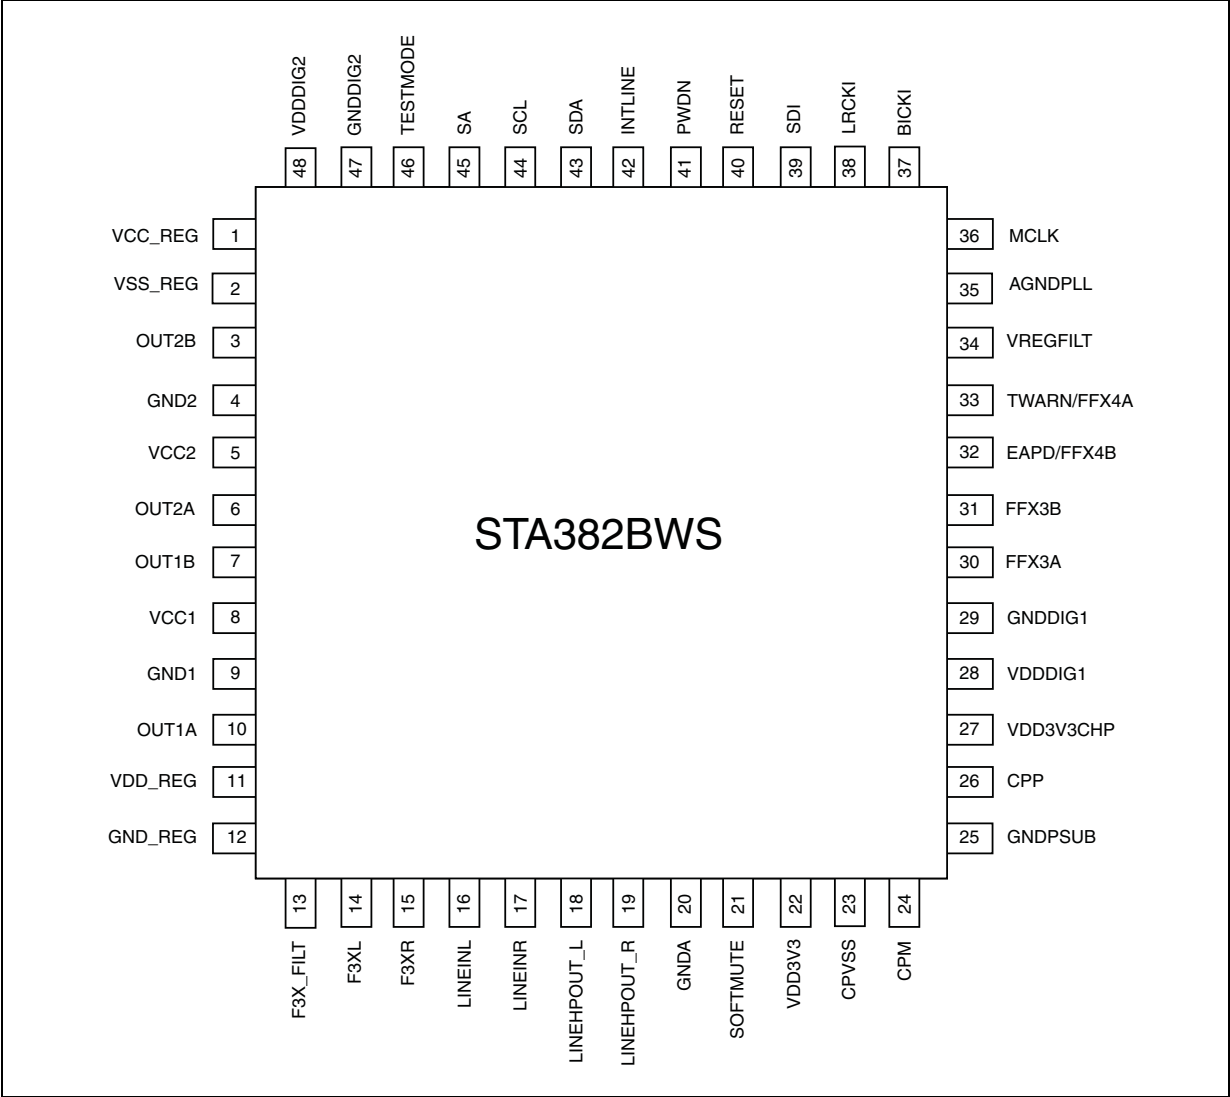 VDDDIG2
GNDDIG2
TESTMODE
SA
SCL
SDA
INTLINE
PWDN
RESET
SDI
LRCKI
BICKI
48
47
46
45
44
43
42
41
40
39
38
37
VCC_REG 1
VSS_REG 2
OUT2B 3
GND2 4
VCC2 5
OUT2A 6
OUT1B 7
VCC1 8
GND1 9
OUT1A 10
VDD_REG 11
GND_REG 12
STA382BWS
36 MCLK
35 AGNDPLL
34 VREGFILT
33 TWARN/FFX4A
32 EAPD/FFX4B
31 FFX3B
30 FFX3A
29 GNDDIG1
28 VDDDIG1
27 VDD3V3CHP
26 CPP
25 GNDPSUB
13
14
15
16
17
18
19
20
21
22
23
24
F3X_FILT
F3XL
F3XR
LINEINL
LINEINR
LINEHPOUT_L
LINEHPOUT_R
GNDA
SOFTMUTE
VDD3V3
CPVSS
CPM